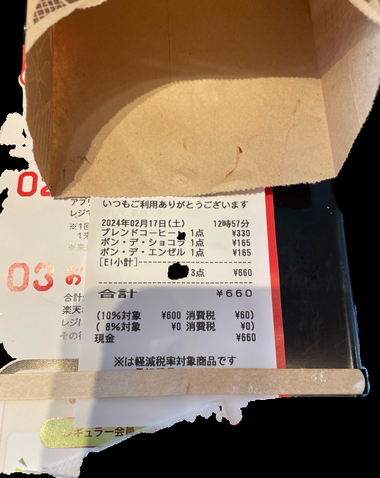 02
アプリ
レジで
03
合計
楽天
レジに
その
いつもご利用ありがとうございます
2024年02月17日(土) 12時57分
ブレンドコーヒー 1点 ¥330
ポン・デ・ショコラ 1点 ¥165
ポン・デ・エンゼル 1点 ¥165
[EI小計]
3点 ¥660
合計 ¥660
(10%対象 ¥600 消費税 ¥60)
( 8%対象 ¥0 消費税 ¥0)
現金 ¥660
※は軽減税率対象商品です
レギュラー会員